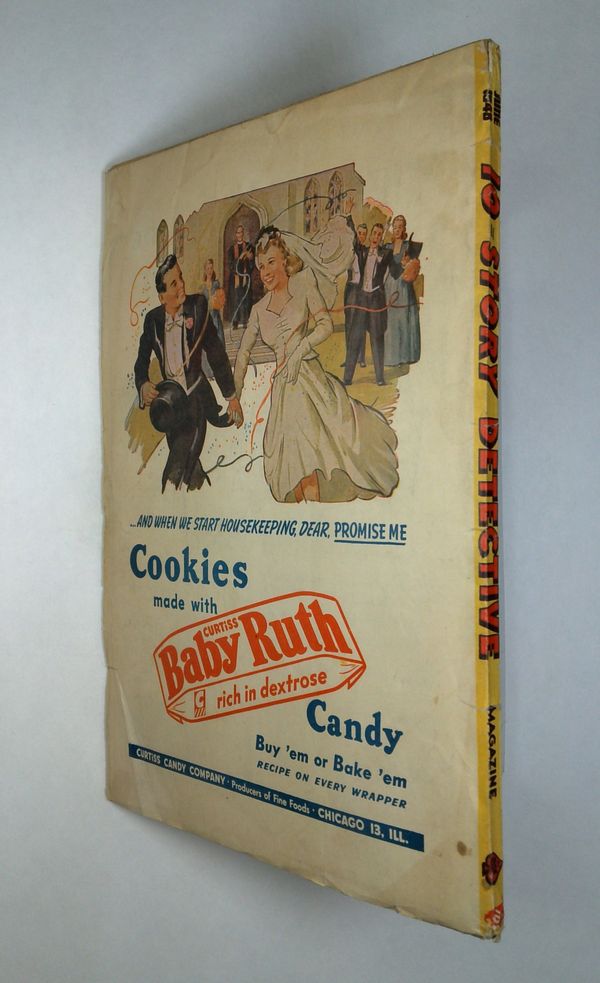 ...AND WHEN WE START HOUSEKEEPING, DEAR, PROMISE ME
Cookies
made with
CURTISS
Baby Ruth
rich in dextrose
Candy
Buy 'em or Bake 'em
RECIPE ON EVERY WRAPPER
CURTISS CANDY COMPANY · Producers of Fine Foods · CHICAGO 13, ILL.
JUNE
1948
10-STORY DETECTIVE
MAGAZINE